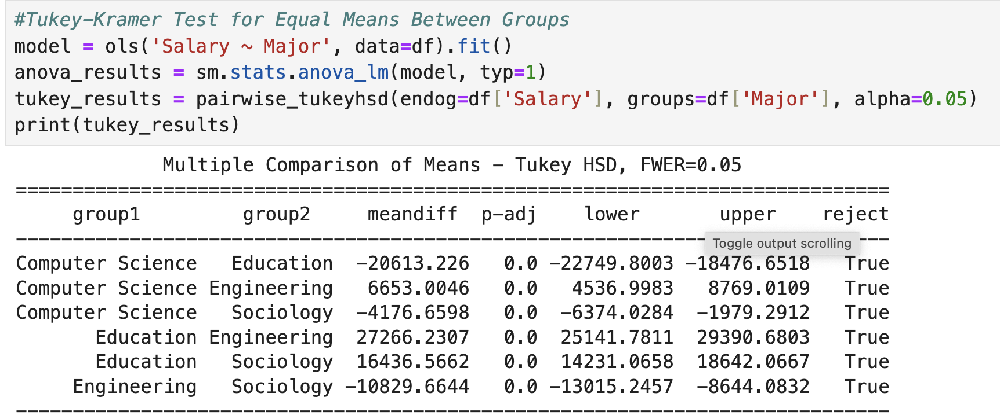 #Tukey-Kramer Test for Equal Means Between Groups
model = ols('Salary ~ Major', data=df).fit()
anova_results = sm.stats.anova_lm(model, typ=1)
tukey_results = pairwise_tukeyhsd(endog=df['Salary'], groups=df['Major'], alpha=0.05)
print(tukey_results)
Multiple Comparison of Means - Tukey HSD, FWER=0.05
=============================================================================
group1 group2 meandiff p-adj lower upper reject
-----------------------------------------------------------------------------
Toggle output scrolling
Computer Science Education -20613.226 0.0 -22749.8003 -18476.6518 True
Computer Science Engineering 6653.0046 0.0 4536.9983 8769.0109 True
Computer Science Sociology -4176.6598 0.0 -6374.0284 -1979.2912 True
Education Engineering 27266.2307 0.0 25141.7811 29390.6803 True
Education Sociology 16436.5662 0.0 14231.0658 18642.0667 True
Engineering Sociology -10829.6644 0.0 -13015.2457 -8644.0832 True
-----------------------------------------------------------------------------